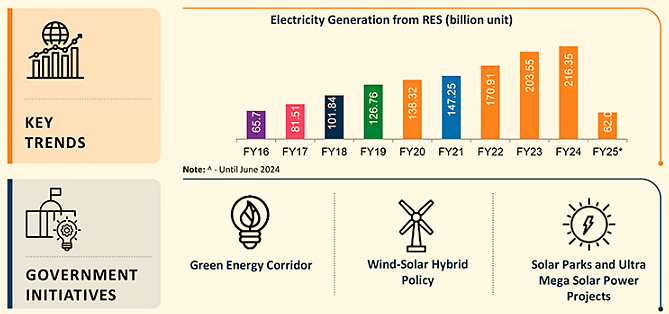 Electricity Generation from RES (billion unit)
65.7 81.51 101.84 126.76 138.32 147.25 170.91 203.55 216.35 62.0
FY16 FY17 FY18 FY19 FY20 FY21 FY22 FY23 FY24 FY25*
Note: ^ - Until June 2024
KEY
TRENDS
GOVERNMENT
INITIATIVES
Green Energy Corridor
Wind-Solar Hybrid
Policy
Solar Parks and Ultra
Mega Solar Power
Projects